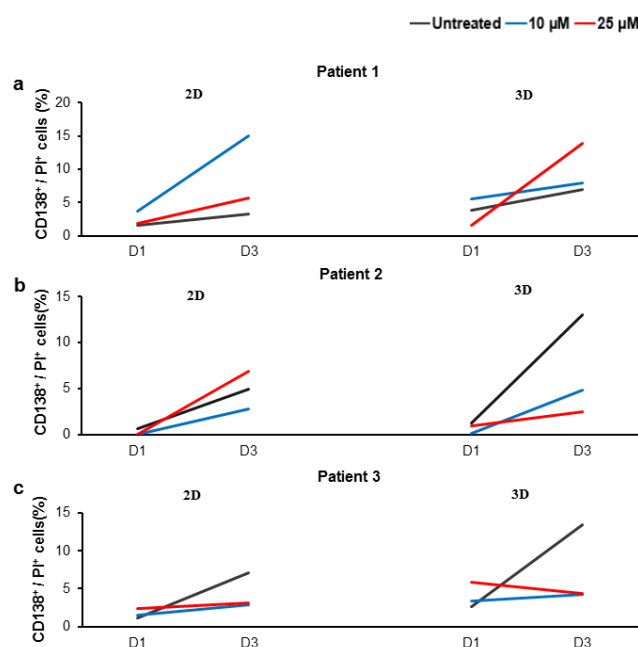 Untreated 10 µM 25 µM
Patient 1
a
2D 3D
CD138⁺ / PI⁺ cells (%)
20
15
10
5
0
D1 D3 D1 D3
Patient 2
b
2D 3D
CD138⁺ / PI⁺ cells(%)
15
10
5
0
D1 D3 D1 D3
Patient 3
c
2D 3D
CD138⁺ / PI⁺ cells(%)
15
10
5
0
D1 D3 D1 D3